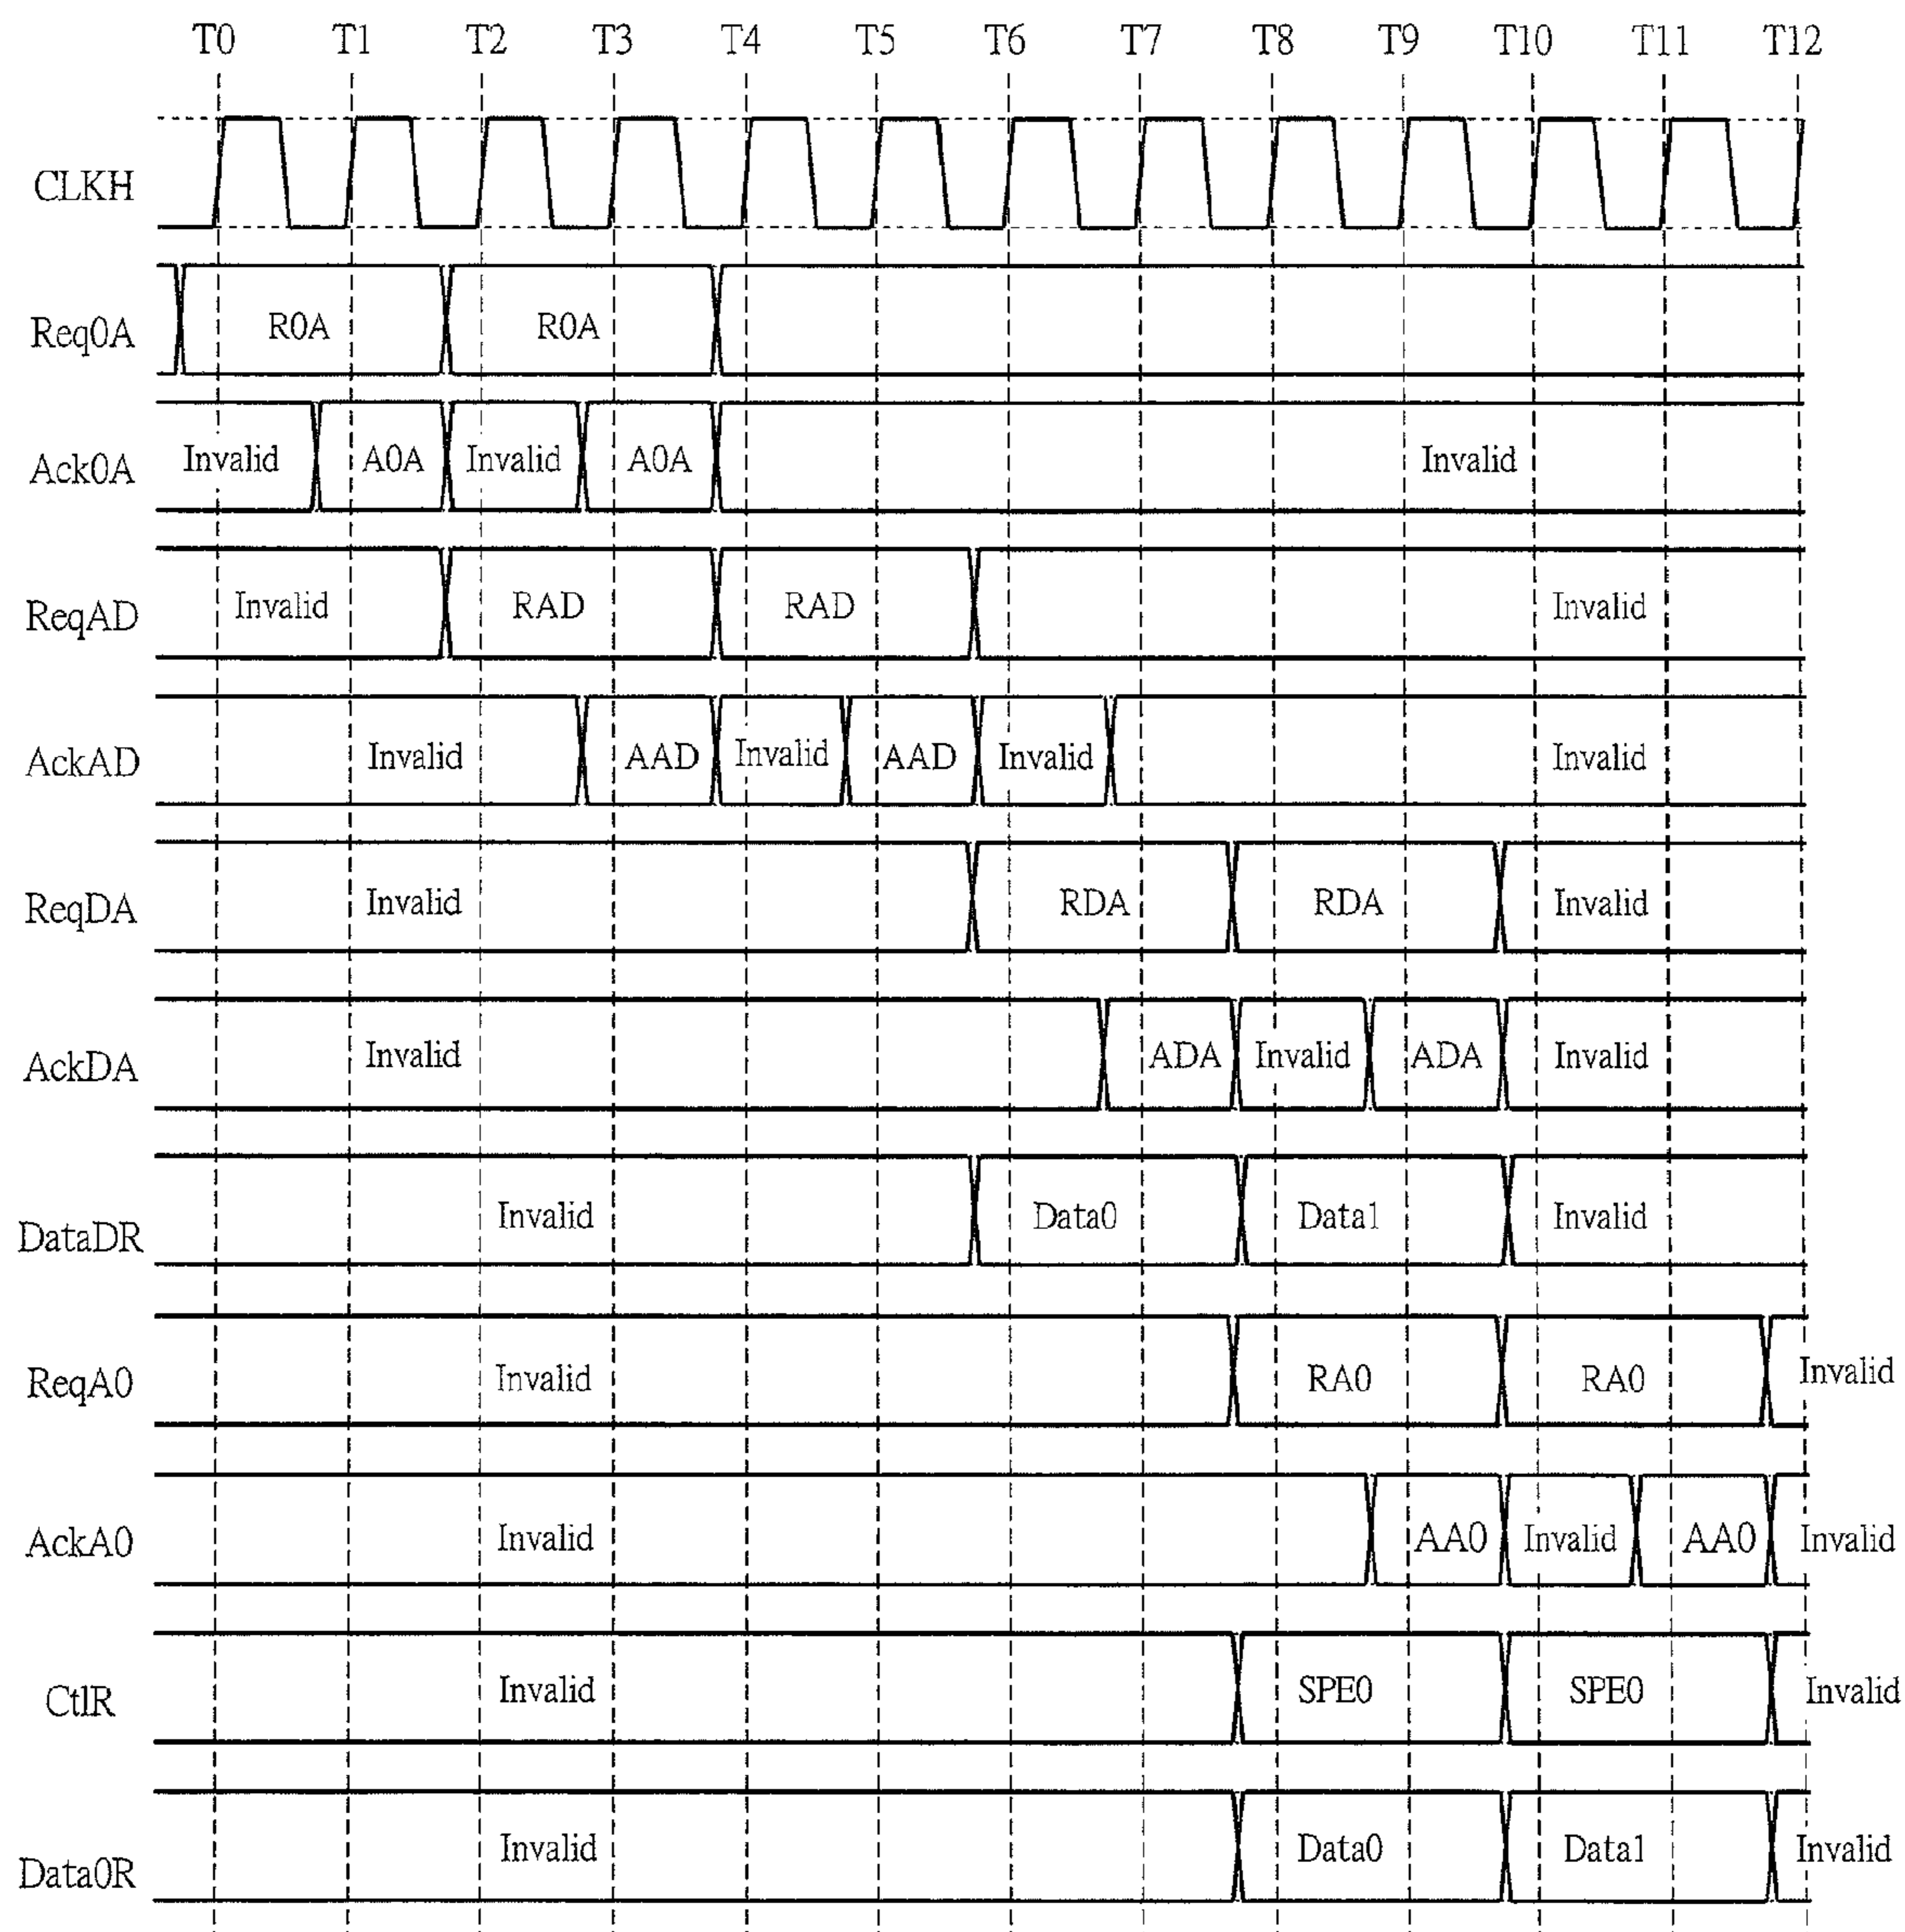 T0 T1 T2 T3 T4 T5 T6 T7 T8 T9 T10 T11 T12
CLKH
Req0A R0A R0A
Ack0A Invalid A0A Invalid A0A Invalid
ReqAD Invalid RAD RAD Invalid
AckAD Invalid AAD Invalid AAD Invalid Invalid
ReqDA Invalid RDA RDA Invalid
AckDA Invalid ADA Invalid ADA Invalid
DataDR Invalid Data0 Data1 Invalid
ReqA0 Invalid RA0 RA0 Invalid
AckA0 Invalid AA0 Invalid AA0 Invalid
CtlR Invalid SPE0 SPE0 Invalid
Data0R Invalid Data0 Data1 Invalid